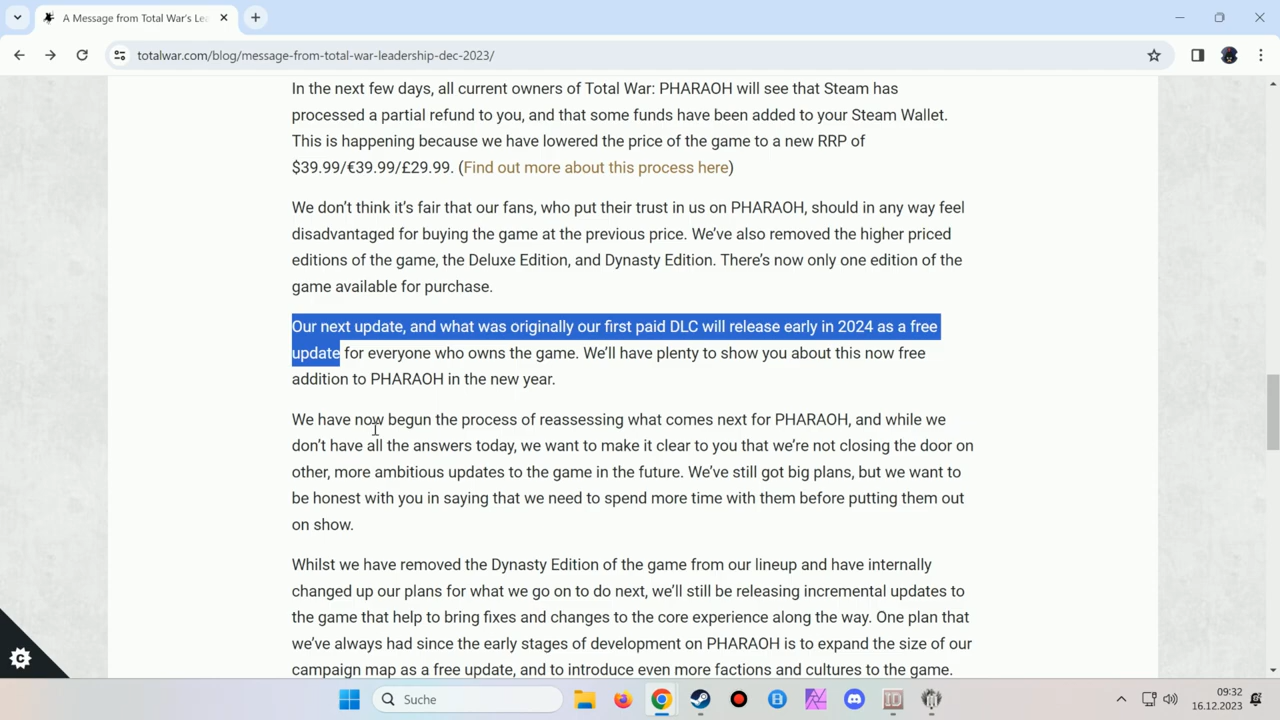 A Message from Total War's Le
totalwar.com/blog/message-from-total-war-leadership-dec-2023/
In the next few days, all current owners of Total War: PHARAOH will see that Steam has
processed a partial refund to you, and that some funds have been added to your Steam Wallet.
This is happening because we have lowered the price of the game to a new RRP of
$39.99/€39.99/£29.99. (Find out more about this process here)
We don't think it's fair that our fans, who put their trust in us on PHARAOH, should in any way feel
disadvantaged for buying the game at the previous price. We've also removed the higher priced
editions of the game, the Deluxe Edition, and Dynasty Edition. There's now only one edition of the
game available for purchase.
Our next update, and what was originally our first paid DLC will release early in 2024 as a free
update for everyone who owns the game. We'll have plenty to show you about this now free
addition to PHARAOH in the new year.
We have now begun the process of reassessing what comes next for PHARAOH, and while we
don't have all the answers today, we want to make it clear to you that we're not closing the door on
other, more ambitious updates to the game in the future. We've still got big plans, but we want to
be honest with you in saying that we need to spend more time with them before putting them out
on show.
Whilst we have removed the Dynasty Edition of the game from our lineup and have internally
changed up our plans for what we go on to do next, we'll still be releasing incremental updates to
the game that help to bring fixes and changes to the core experience along the way. One plan that
we've always had since the early stages of development on PHARAOH is to expand the size of our
campaign map as a free update, and to introduce even more factions and cultures to the game.
Suche
09:32
16.12.2023